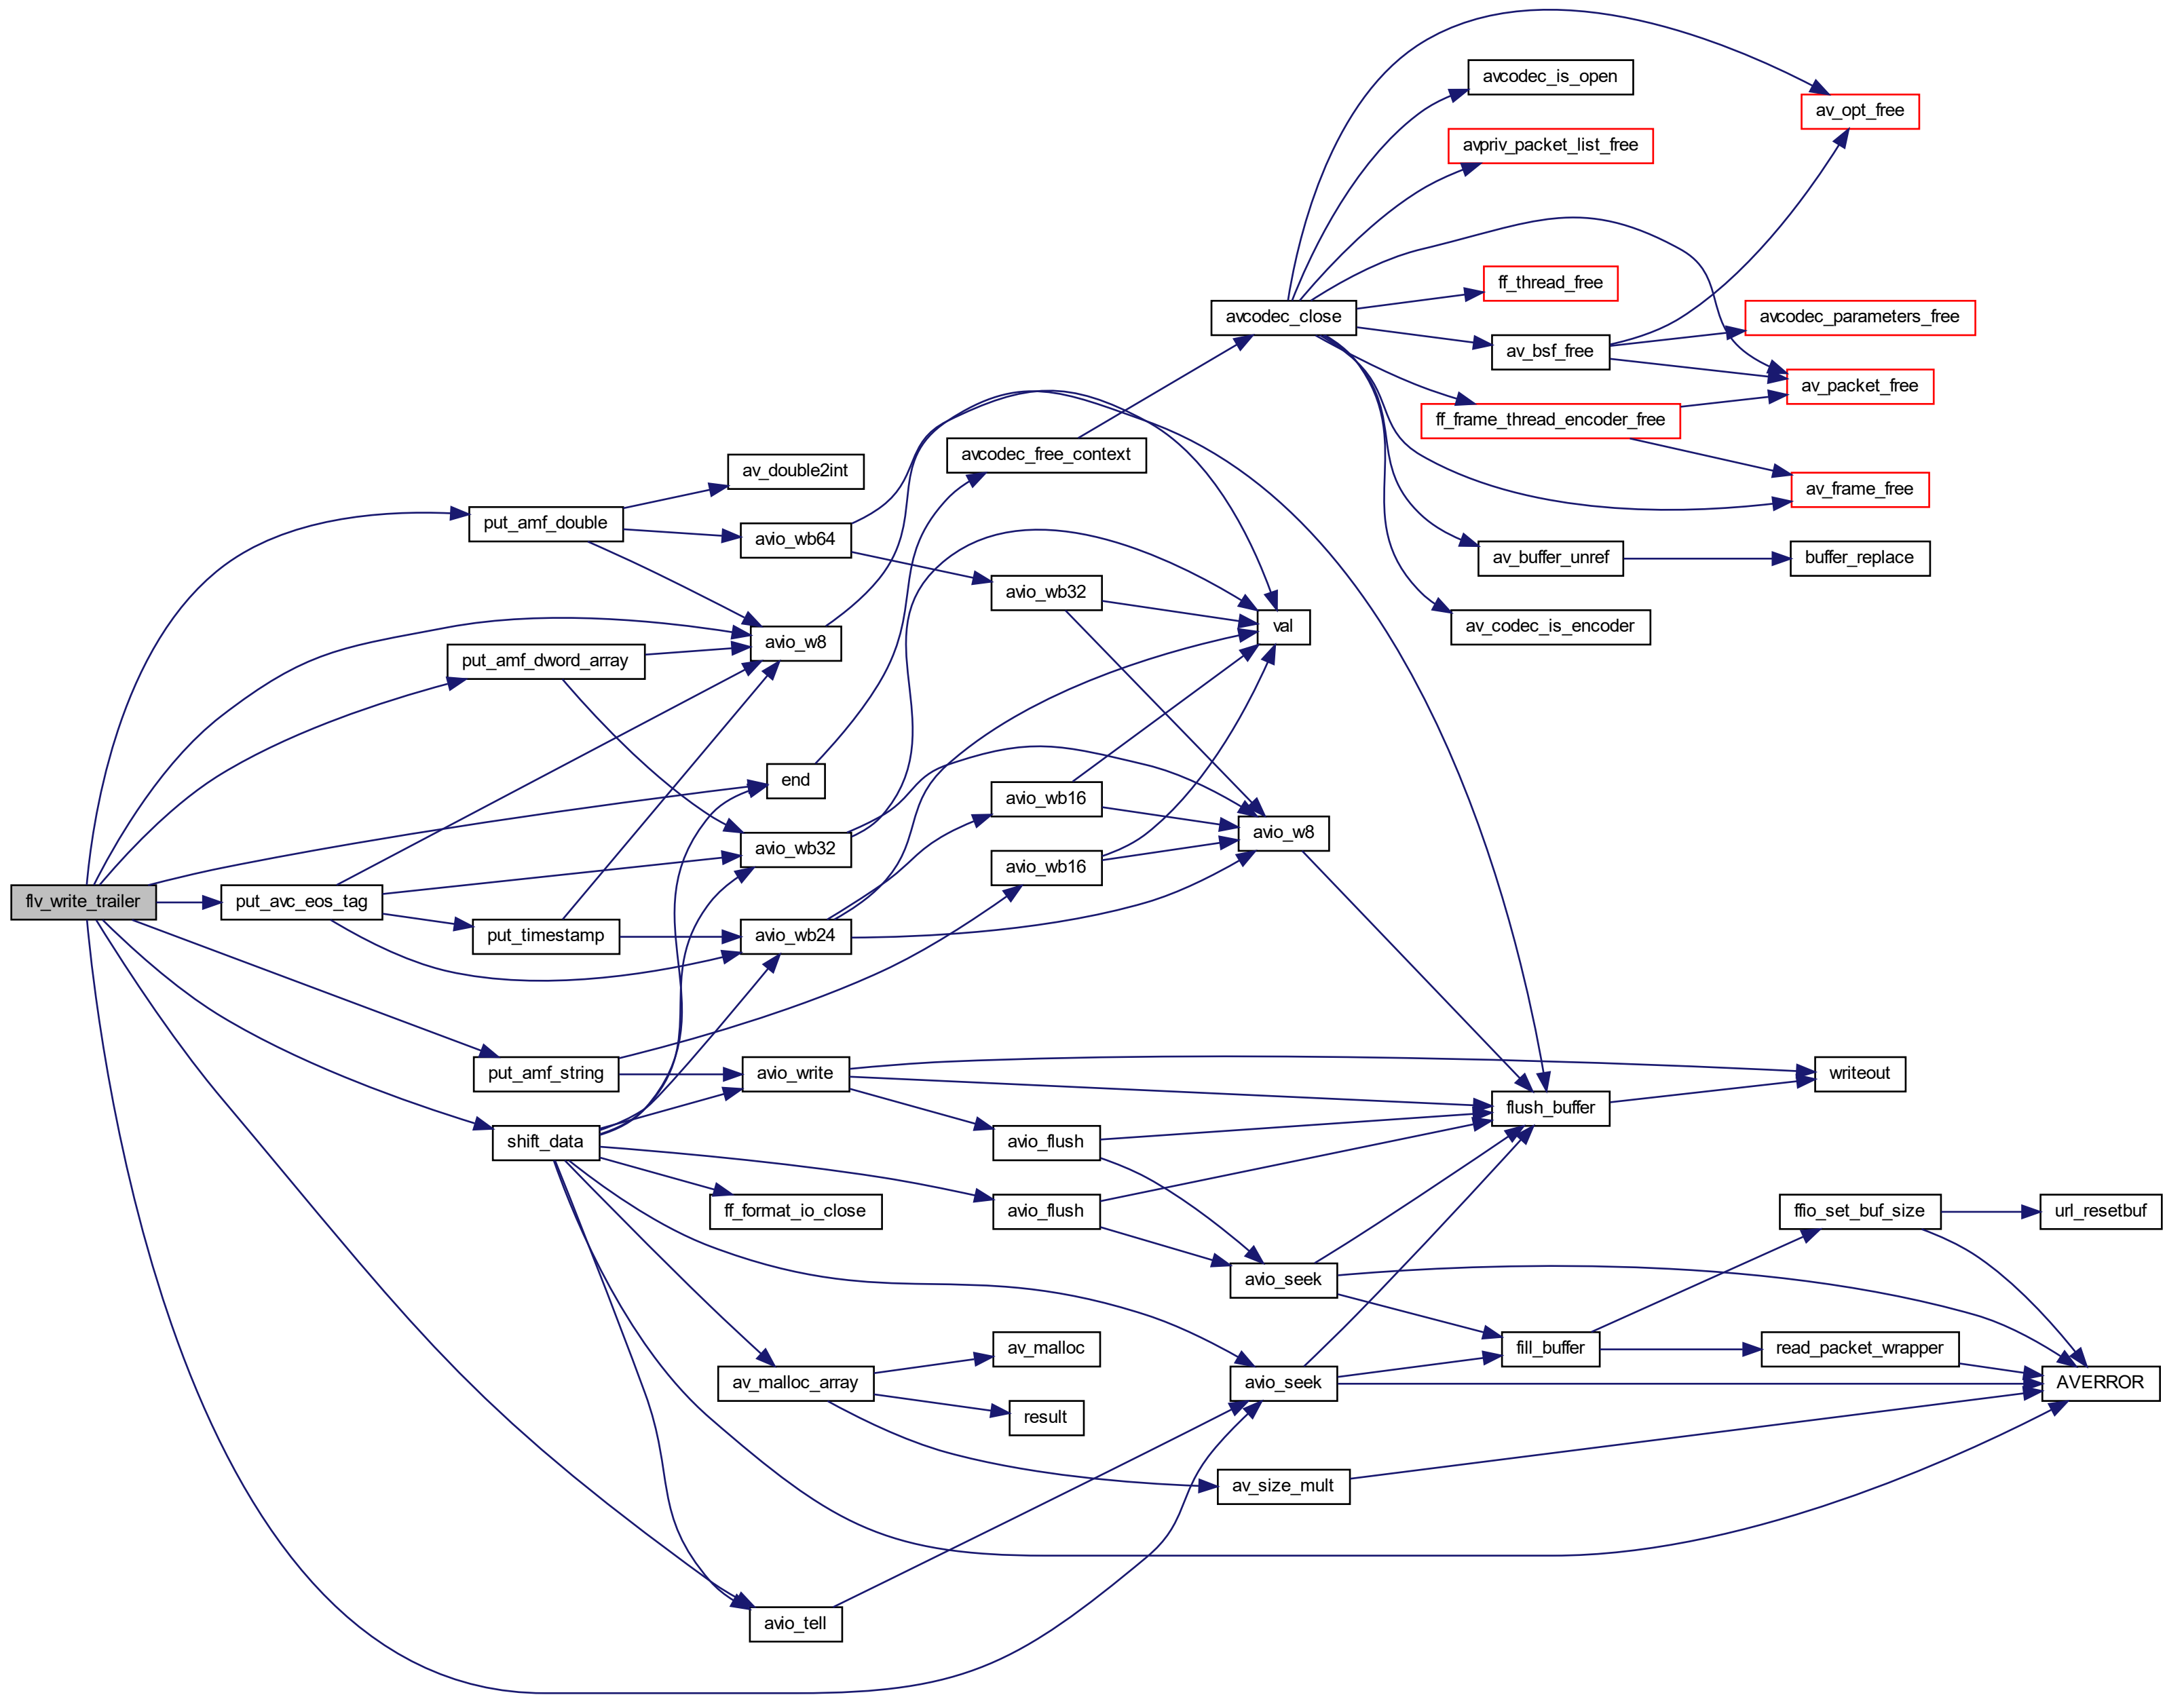 avcodec_is_open
av_opt_free
avpriv_packet_list_free
ff_thread_free
avcodec_close
avcodec_parameters_free
av_bsf_free
av_packet_free
ff_frame_thread_encoder_free
avcodec_free_context
av_double2int
av_frame_free
put_amf_double
avio_wb64
av_buffer_unref
buffer_replace
avio_wb32
val
av_codec_is_encoder
avio_w8
put_amf_dword_array
end
avio_wb16
avio_w8
avio_wb32
avio_wb16
flv_write_trailer
put_avc_eos_tag
put_timestamp
avio_wb24
put_amf_string
avio_write
writeout
flush_buffer
shift_data
avio_flush
avio_flush
ff_format_io_close
ffio_set_buf_size
url_resetbuf
avio_seek
av_malloc
fill_buffer
read_packet_wrapper
av_malloc_array
avio_seek
AVERROR
result
av_size_mult
avio_tell